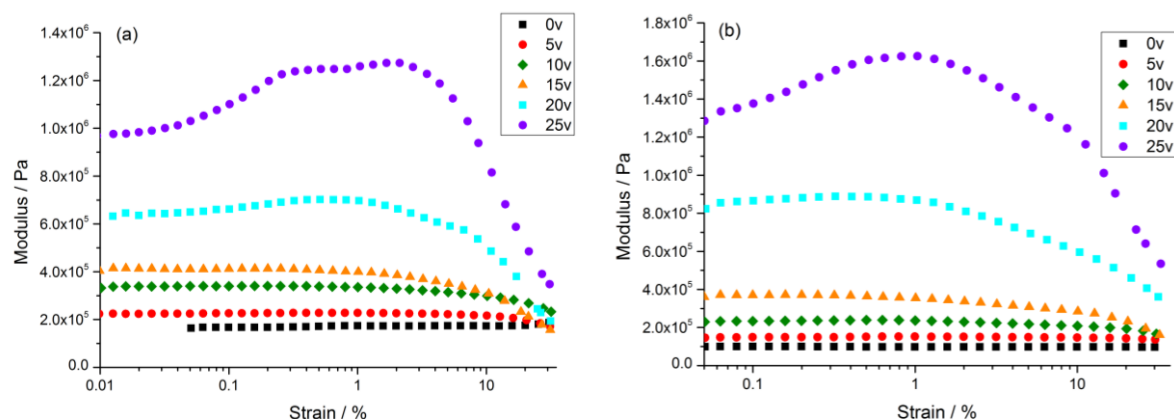 (a)
0v
5v
10v
15v
20v
25v
1.4x10⁶
1.2x10⁶
1.0x10⁶
8.0x10⁵
6.0x10⁵
4.0x10⁵
2.0x10⁵
0.0
Modulus / Pa
0.01
0.1
1
10
Strain / %
(b)
0v
5v
10v
15v
20v
25v
1.8x10⁶
1.6x10⁶
1.4x10⁶
1.2x10⁶
1.0x10⁶
8.0x10⁵
6.0x10⁵
4.0x10⁵
2.0x10⁵
0.0
Modulus / Pa
0.1
1
10
Strain / %